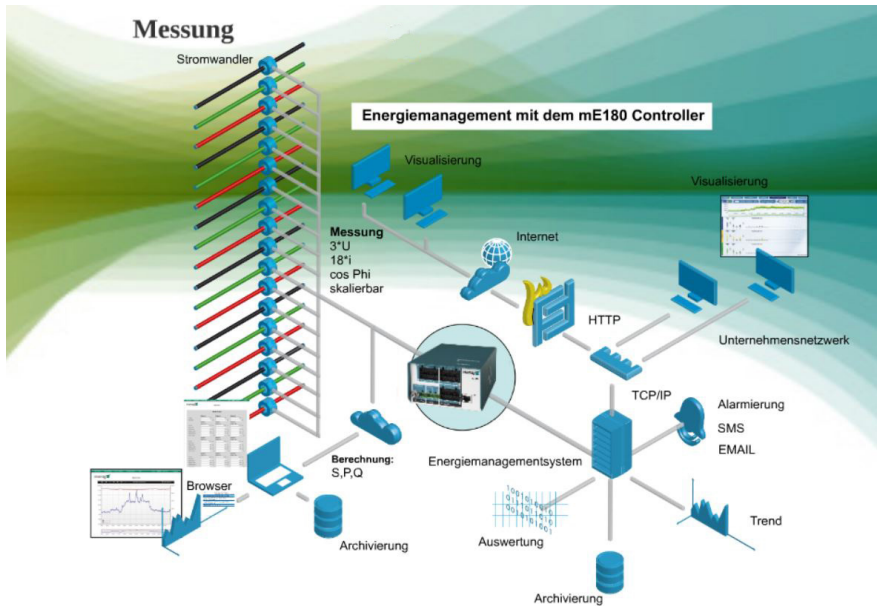 Messung
Stromwandler
Energiemanagement mit dem mE180 Controller
Visualisierung
Visualisierung
Messung
3*U
18*i
cos Phi
skalierbar
Internet
HTTP
Unternehmensnetzwerk
TCP/IP
Alarmierung
SMS
EMAIL
Energiemanagementsystem
Berechnung:
S,P,Q
Browser
Archivierung
Auswertung
Trend
Archivierung